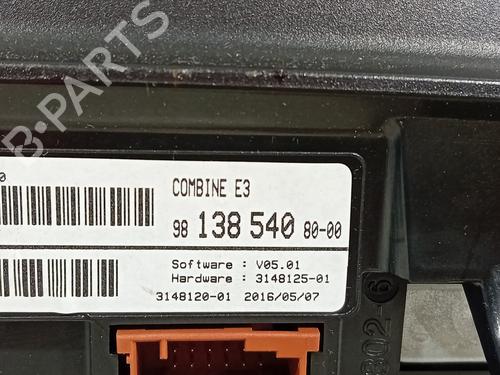 B-PARTS
0
COMBINE E3
98 138 540 80-00
Software : V05.01
Hardware : 3148125-01
3148120-01 2016/05/07